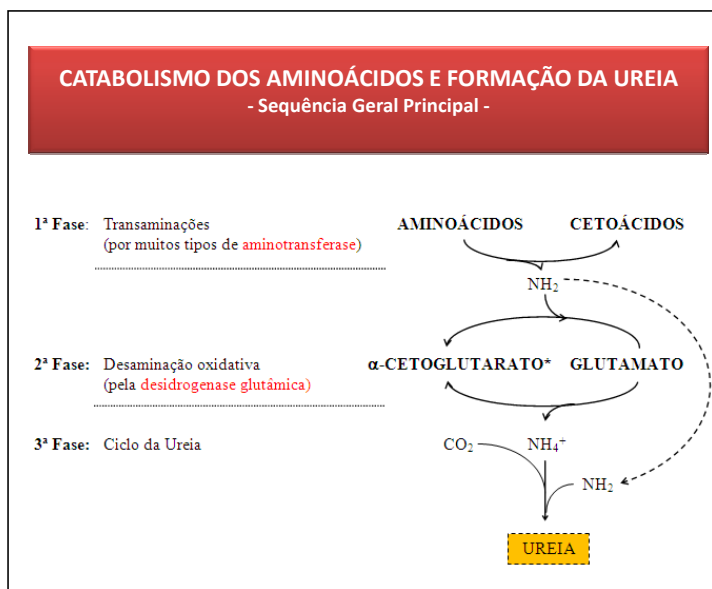 CATABOLISMO DOS AMINOÁCIDOS E FORMAÇÃO DA UREIA
- Sequência Geral Principal -
1ª Fase: Transaminações
(por muitos tipos de aminotransferase)
AMINOÁCIDOS CETOÁCIDOS
NH₂
2ª Fase: Desaminação oxidativa
(pela desidrogenase glutâmica)
α-CETOGLUTARATO* GLUTAMATO
3ª Fase: Ciclo da Ureia
CO₂ NH₄⁺
NH₂
UREIA